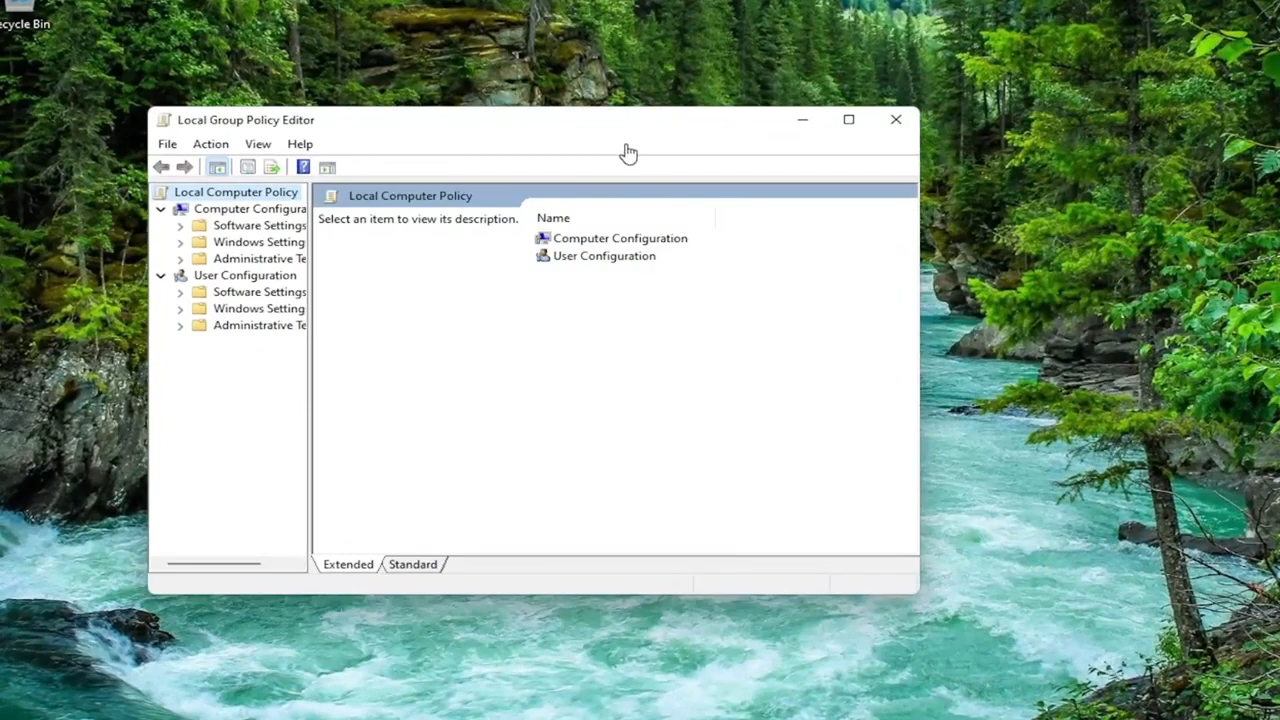 ecycle Bin
Local Group Policy Editor
File Action View Help
Local Computer Policy
Computer Configura
Software Settings
Windows Setting
Administrative Te
User Configuration
Software Settings
Windows Setting
Administrative Te
Local Computer Policy
Select an item to view its description.
Name
Computer Configuration
User Configuration
Extended Standard